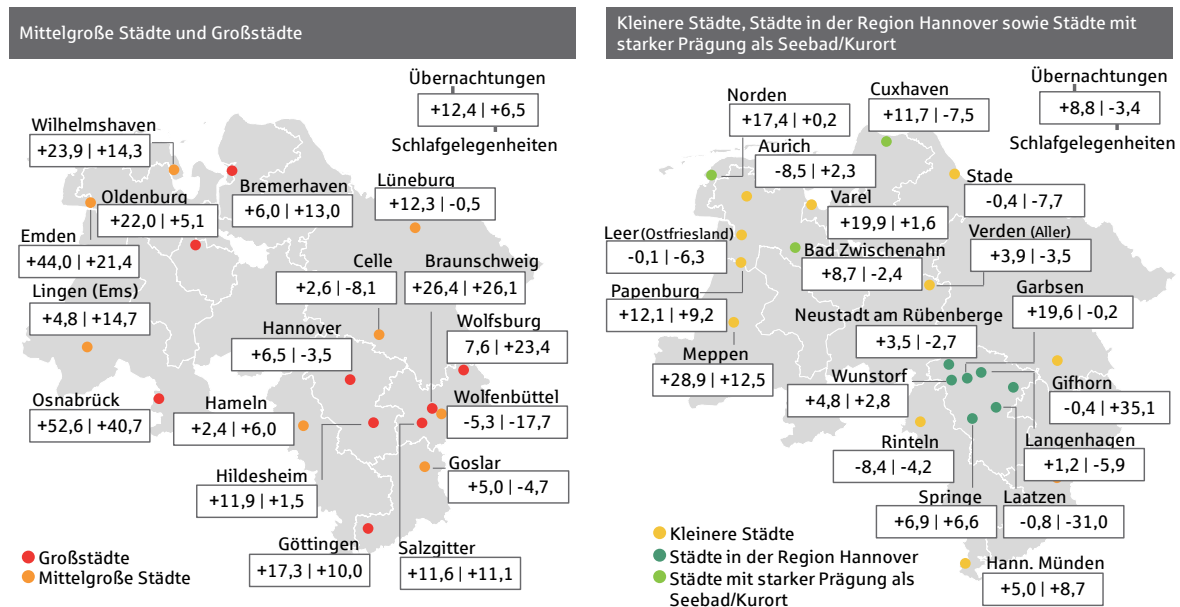 Mittelgroße Städte und Großstädte
Übernachtungen
+12,4 | +6,5
Schlafgelegenheiten
Wilhelmshaven
+23,9 | +14,3
Oldenburg
+22,0 | +5,1
Bremerhaven
+6,0 | +13,0
Lüneburg
+12,3 | -0,5
Emden
+44,0 | +21,4
Celle
+2,6 | -8,1
Braunschweig
+26,4 | +26,1
Lingen (Ems)
+4,8 | +14,7
Hannover
+6,5 | -3,5
Wolfsburg
7,6 | +23,4
Osnabrück
+52,6 | +40,7
Hameln
+2,4 | +6,0
Wolfenbüttel
-5,3 | -17,7
Hildesheim
+11,9 | +1,5
Goslar
+5,0 | -4,7
Göttingen
+17,3 | +10,0
Salzgitter
+11,6 | +11,1
Großstädte
Mittelgroße Städte
Kleinere Städte, Städte in der Region Hannover sowie Städte mit
starker Prägung als Seebad/Kurort
Übernachtungen
+8,8 | -3,4
Schlafgelegenheiten
Norden
+17,4 | +0,2
Cuxhaven
+11,7 | -7,5
Aurich
-8,5 | +2,3
Stade
-0,4 | -7,7
Varel
+19,9 | +1,6
Leer (Ostfriesland)
-0,1 | -6,3
Bad Zwischenahn
+8,7 | -2,4
Verden (Aller)
+3,9 | -3,5
Papenburg
+12,1 | +9,2
Garbsen
+19,6 | -0,2
Neustadt am Rübenberge
+3,5 | -2,7
Meppen
+28,9 | +12,5
Wunstorf
+4,8 | +2,8
Gifhorn
-0,4 | +35,1
Rinteln
-8,4 | -4,2
Langenhagen
+1,2 | -5,9
Springe
+6,9 | +6,6
Laatzen
-0,8 | -31,0
Hann. Münden
+5,0 | +8,7
Kleinere Städte
Städte in der Region Hannover
Städte mit starker Prägung als
Seebad/Kurort